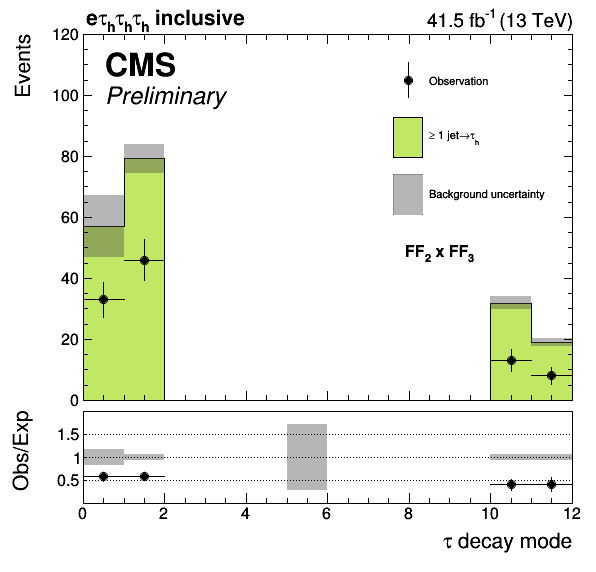 eτhτhτh inclusive
41.5 fb-1 (13 TeV)
Events
120
100
80
60
40
20
0
CMS
Preliminary
Observation
≥ 1 jet→τh
Background uncertainty
FF2 x FF3
Obs/Exp
1.5
1
0.5
0 2 4 6 8 10 12
τ decay mode